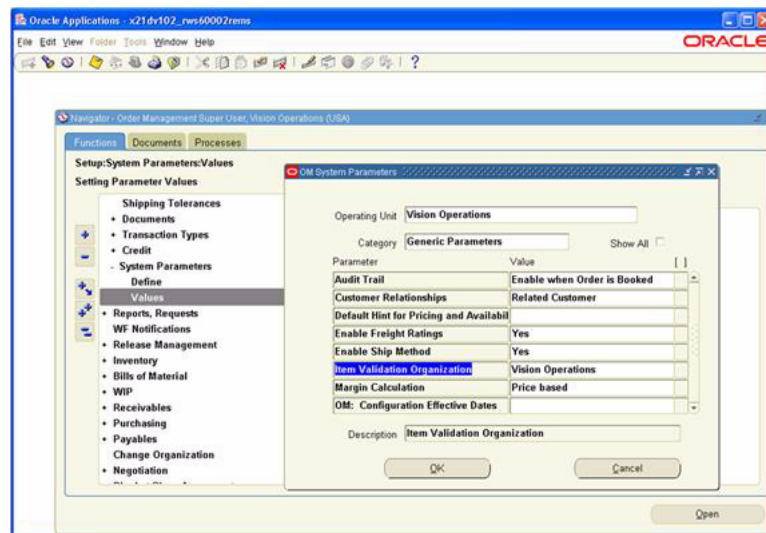 Oracle Applications - x21dv102_rws60002rems
File Edit View Folder Tools Window Help
ORACLE
Navigator - Order Management Super User, Vision Operations (USA)
Functions Documents Processes
Setup:System Parameters:Values
Setting Parameter Values
Shipping Tolerances
+ Documents
+ Transaction Types
+ Credit
- System Parameters
Define
Values
+ Reports, Requests
WF Notifications
+ Release Management
+ Inventory
+ Bills of Material
+ WIP
+ Receivables
+ Purchasing
+ Payables
Change Organization
+ Negotiation
OM System Parameters
Operating Unit Vision Operations
Category Generic Parameters Show All
Parameter Value [ ]
Audit Trail Enable when Order is Booked
Customer Relationships Related Customer
Default Hint for Pricing and Availabil
Enable Freight Ratings Yes
Enable Ship Method Yes
Item Validation Organization Vision Operations
Margin Calculation Price based
OM: Configuration Effective Dates
Description Item Validation Organization
OK Cancel
Open